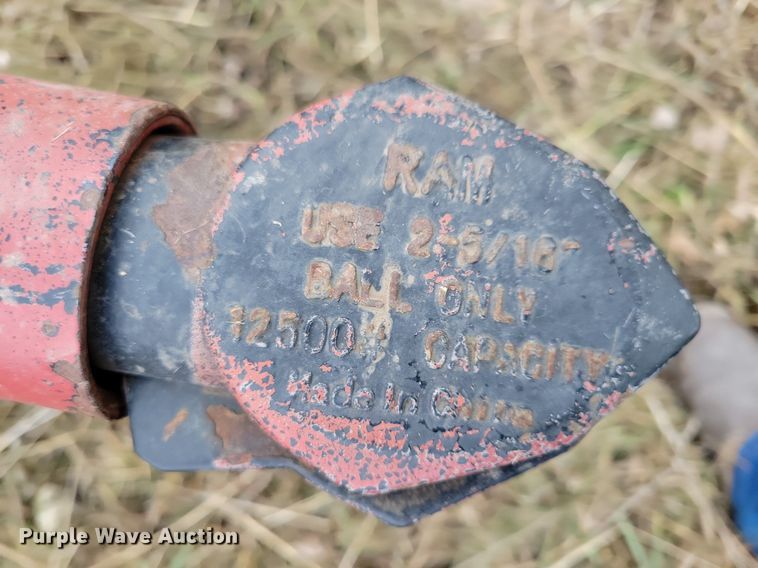 RAM
USE 2-5/16"
BALL ONLY
12500# CAPACITY
Made in China
Purple Wave Auction